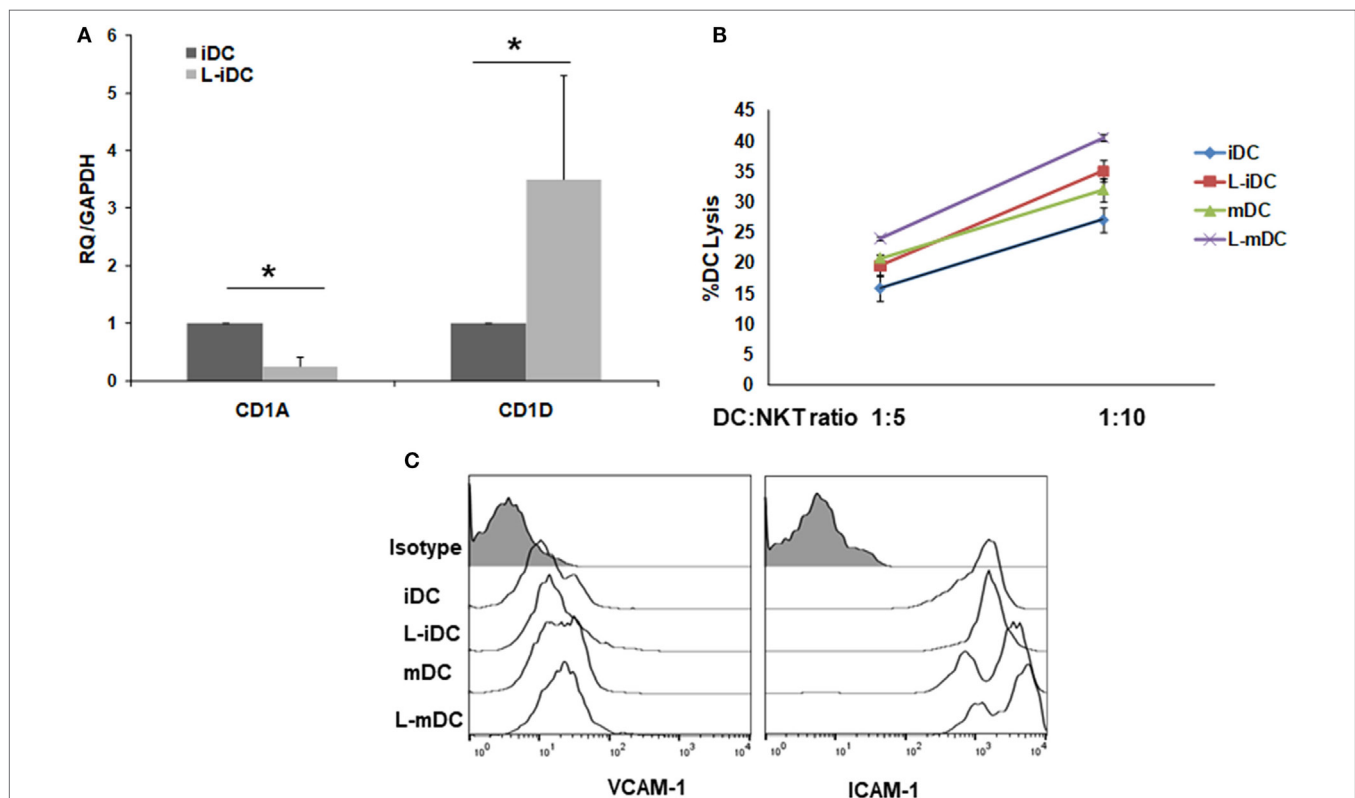 A
iDC
L-iDC
RQ/GAPDH
6
5
4
3
2
1
0
*
*
CD1A
CD1D
B
%DC Lysis
45
40
35
30
25
20
15
10
5
0
DC:NKT ratio 1:5 1:10
iDC
L-iDC
mDC
L-mDC
C
Isotype
iDC
L-iDC
mDC
L-mDC
10⁰ 10¹ 10² 10³ 10⁴
VCAM-1
10⁰ 10¹ 10² 10³ 10⁴
ICAM-1